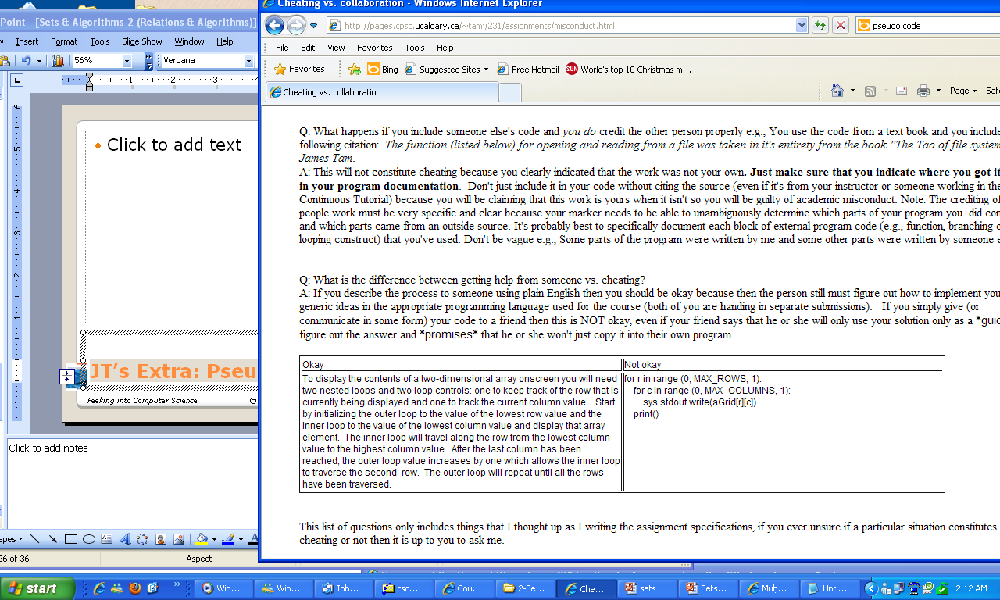 Point - [Sets & Algorithms 2 (Relations & Algorithms)]
Insert Format Tools Slide Show Window Help
56% Verdana
Click to add text
JT's Extra: Pseu
Peeking into Computer Science ©
Click to add notes
apes
26 of 36 Aspect
Cheating vs. collaboration - Windows Internet Explorer
http://pages.cpsc.ucalgary.ca/~tamj/231/assignments/misconduct.html pseudo code
File Edit View Favorites Tools Help
Favorites Bing Suggested Sites Free Hotmail World's top 10 Christmas m...
Cheating vs. collaboration Page Safe
Q: What happens if you include someone else's code and you do credit the other person properly e.g., You use the code from a text book and you include
following citation: The function (listed below) for opening and reading from a file was taken in it's entirety from the book "The Tao of file system
James Tam.
A: This will not constitute cheating because you clearly indicated that the work was not your own. Just make sure that you indicate where you got it
in your program documentation. Don't just include it in your code without citing the source (even if it's from your instructor or someone working in the
Continuous Tutorial) because you will be claiming that this work is yours when it isn't so you will be guilty of academic misconduct. Note: The crediting of
people work must be very specific and clear because your marker needs to be able to unambiguously determine which parts of your program you did con
and which parts came from an outside source. It's probably best to specifically document each block of external program code (e.g., function, branching o
looping construct) that you've used. Don't be vague e.g., Some parts of the program were written by me and some other parts were written by someone e
Q: What is the difference between getting help from someone vs. cheating?
A: If you describe the process to someone using plain English then you should be okay because then the person still must figure out how to implement you
generic ideas in the appropriate programming language used for the course (both of you are handing in separate submissions). If you simply give (or
communicate in some form) your code to a friend then this is NOT okay, even if your friend says that he or she will only use your solution only as a *guid
figure out the answer and *promises* that he or she won't just copy it into their own program.
Okay
To display the contents of a two-dimensional array onscreen you will need
two nested loops and two loop controls: one to keep track of the row that is
currently being displayed and one to track the current column value. Start
by initializing the outer loop to the value of the lowest row value and the
inner loop to the value of the lowest column value and display that array
element. The inner loop will travel along the row from the lowest column
value to the highest column value. After the last column has been
reached, the outer loop value increases by one which allows the inner loop
to traverse the second row. The outer loop will repeat until all the rows
have been traversed.
Not okay
for r in range (0, MAX_ROWS, 1):
for c in range (0, MAX_COLUMNS, 1):
sys.stdout.write(aGrid[r][c])
print()
This list of questions only includes things that I thought up as I writing the assignment specifications, if you ever unsure if a particular situation constitutes
cheating or not then it is up to you to ask me.
start Win... Win... Inb... csc.... Cou... 2-Se... Che... sets Sets... Muh... Unti... 2:12 AM